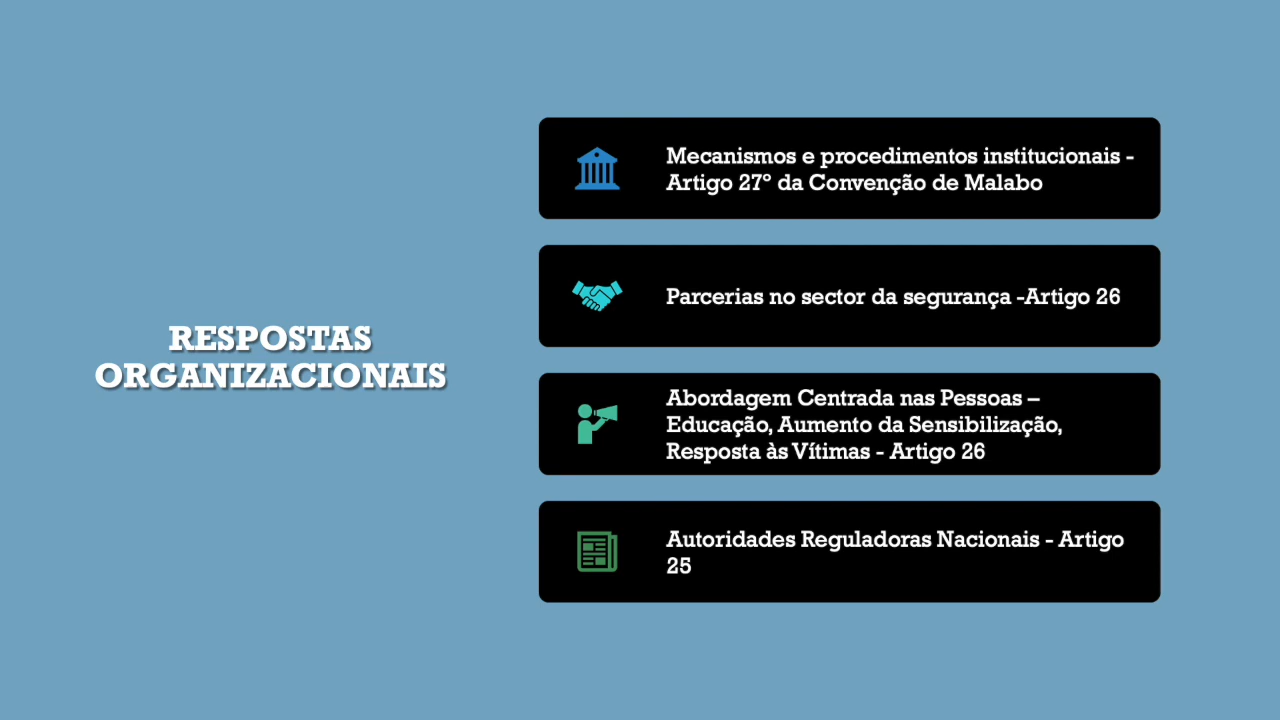 RESPOSTAS
ORGANIZACIONAIS
Mecanismos e procedimentos institucionais -
Artigo 27º da Convenção de Malabo
Parcerias no sector da segurança -Artigo 26
Abordagem Centrada nas Pessoas –
Educação, Aumento da Sensibilização,
Resposta às Vítimas - Artigo 26
Autoridades Reguladoras Nacionais - Artigo
25